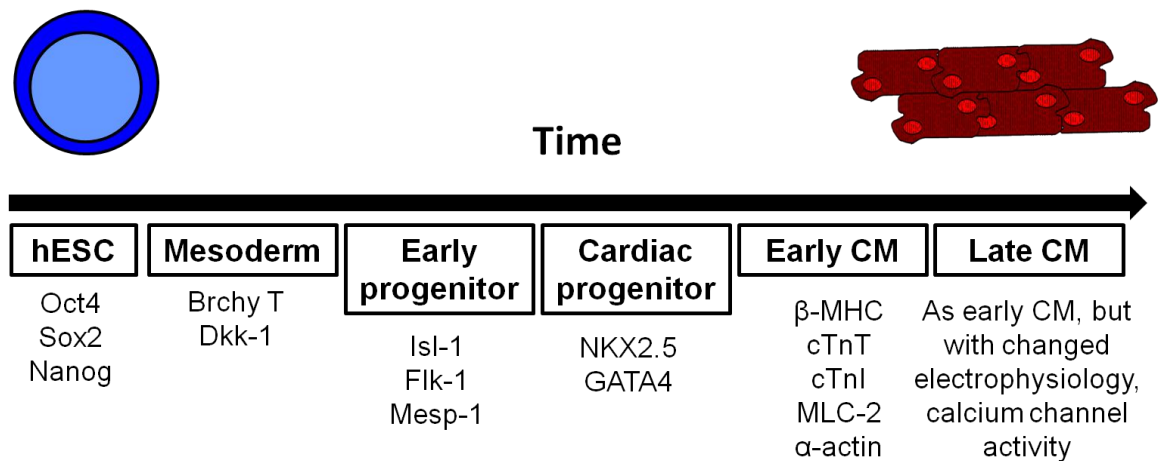 Time
hESC
Oct4
Sox2
Nanog
Mesoderm
Brchy T
Dkk-1
Early
progenitor
Isl-1
Flk-1
Mesp-1
Cardiac
progenitor
NKX2.5
GATA4
Early CM
β-MHC
cTnT
cTnI
MLC-2
α-actin
Late CM
As early CM, but
with changed
electrophysiology,
calcium channel
activity